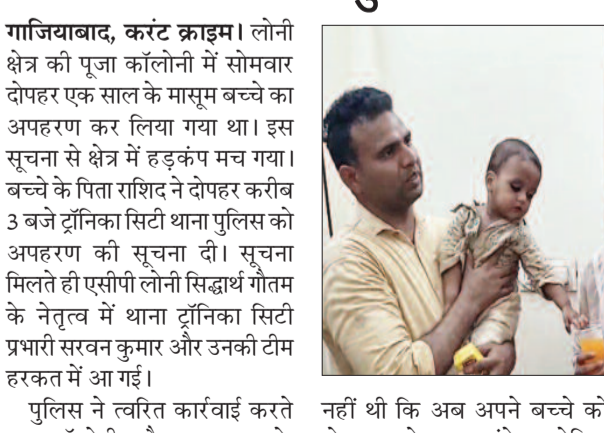 गाजियाबाद, करंट क्राइम। लोनी
क्षेत्र की पूजा कॉलोनी में सोमवार
दोपहर एक साल के मासूम बच्चे का
अपहरण कर लिया गया था। इस
सूचना से क्षेत्र में हड़कंप मच गया।
बच्चे के पिता राशिद ने दोपहर करीब
3 बजे ट्रॉनिका सिटी थाना पुलिस को
अपहरण की सूचना दी। सूचना
मिलते ही एसीपी लोनी सिद्धार्थ गौतम
के नेतृत्व में थाना ट्रॉनिका सिटी
प्रभारी सरवन कुमार और उनकी टीम
हरकत में आ गई।
पुलिस ने त्वरित कार्रवाई करते
नहीं थी कि अब अपने बच्चे को